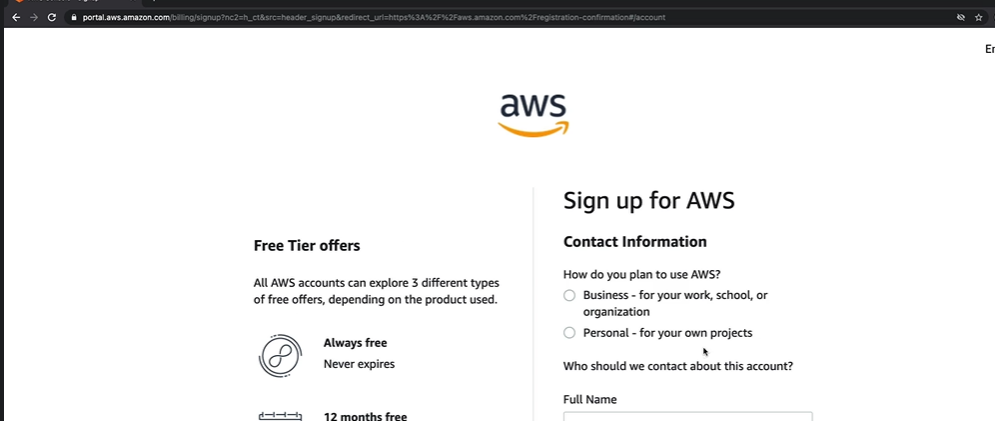 portal.aws.amazon.com/billing/signup?nc2=h_ct&src=header_signup&redirect_url=https%3A%2F%2Faws.amazon.com%2Fregistration-confirmation#/account
aws
Free Tier offers
All AWS accounts can explore 3 different types
of free offers, depending on the product used.
Always free
Never expires
12 months free
Sign up for AWS
Contact Information
How do you plan to use AWS?
Business - for your work, school, or
organization
Personal - for your own projects
Who should we contact about this account?
Full Name